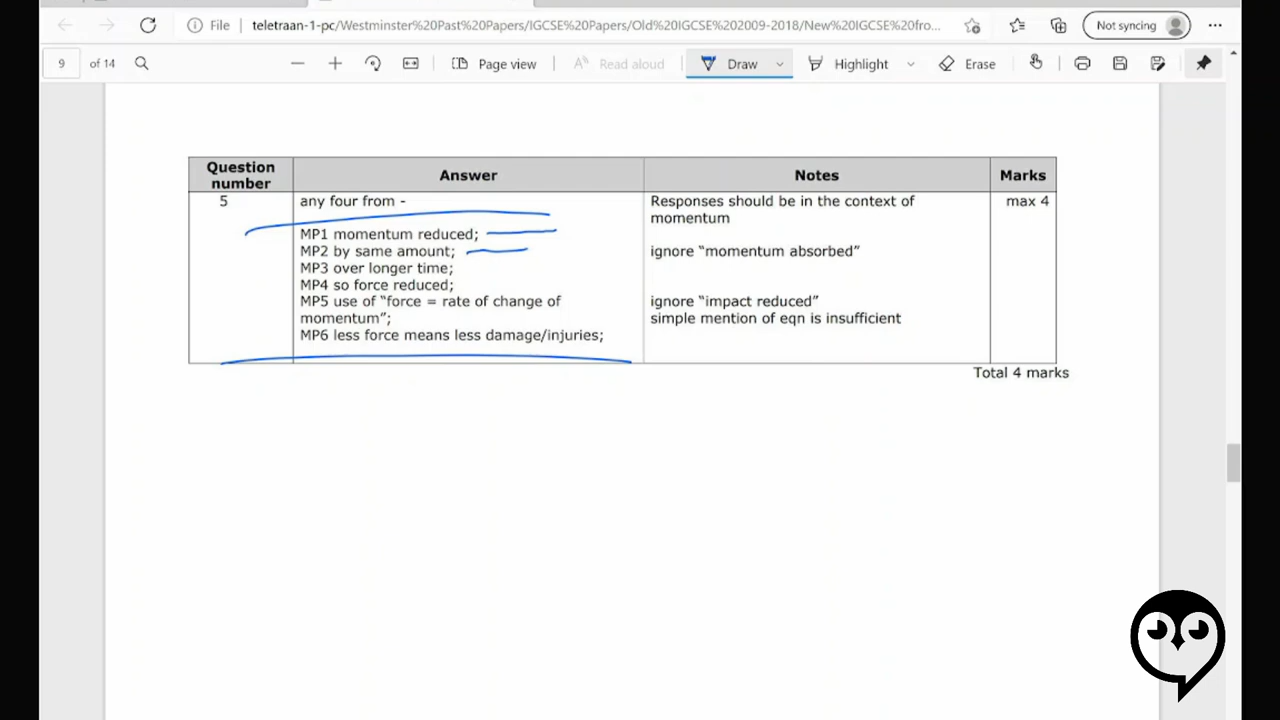 File
teletraan-1-pc/Westminster%20Past%20Papers/IGCSE%20Papers/Old%20IGCSE%202009-2018/New%20IGCSE%20fro...
Not syncing
9 of 14
Page view
Read aloud
Draw
Highlight
Erase
Question number
Answer
Notes
Marks
5
any four from -
Responses should be in the context of
momentum
max 4
MP1 momentum reduced;
MP2 by same amount;
ignore “momentum absorbed”
MP3 over longer time;
MP4 so force reduced;
MP5 use of “force = rate of change of
momentum”;
ignore “impact reduced”
simple mention of eqn is insufficient
MP6 less force means less damage/injuries;
Total 4 marks